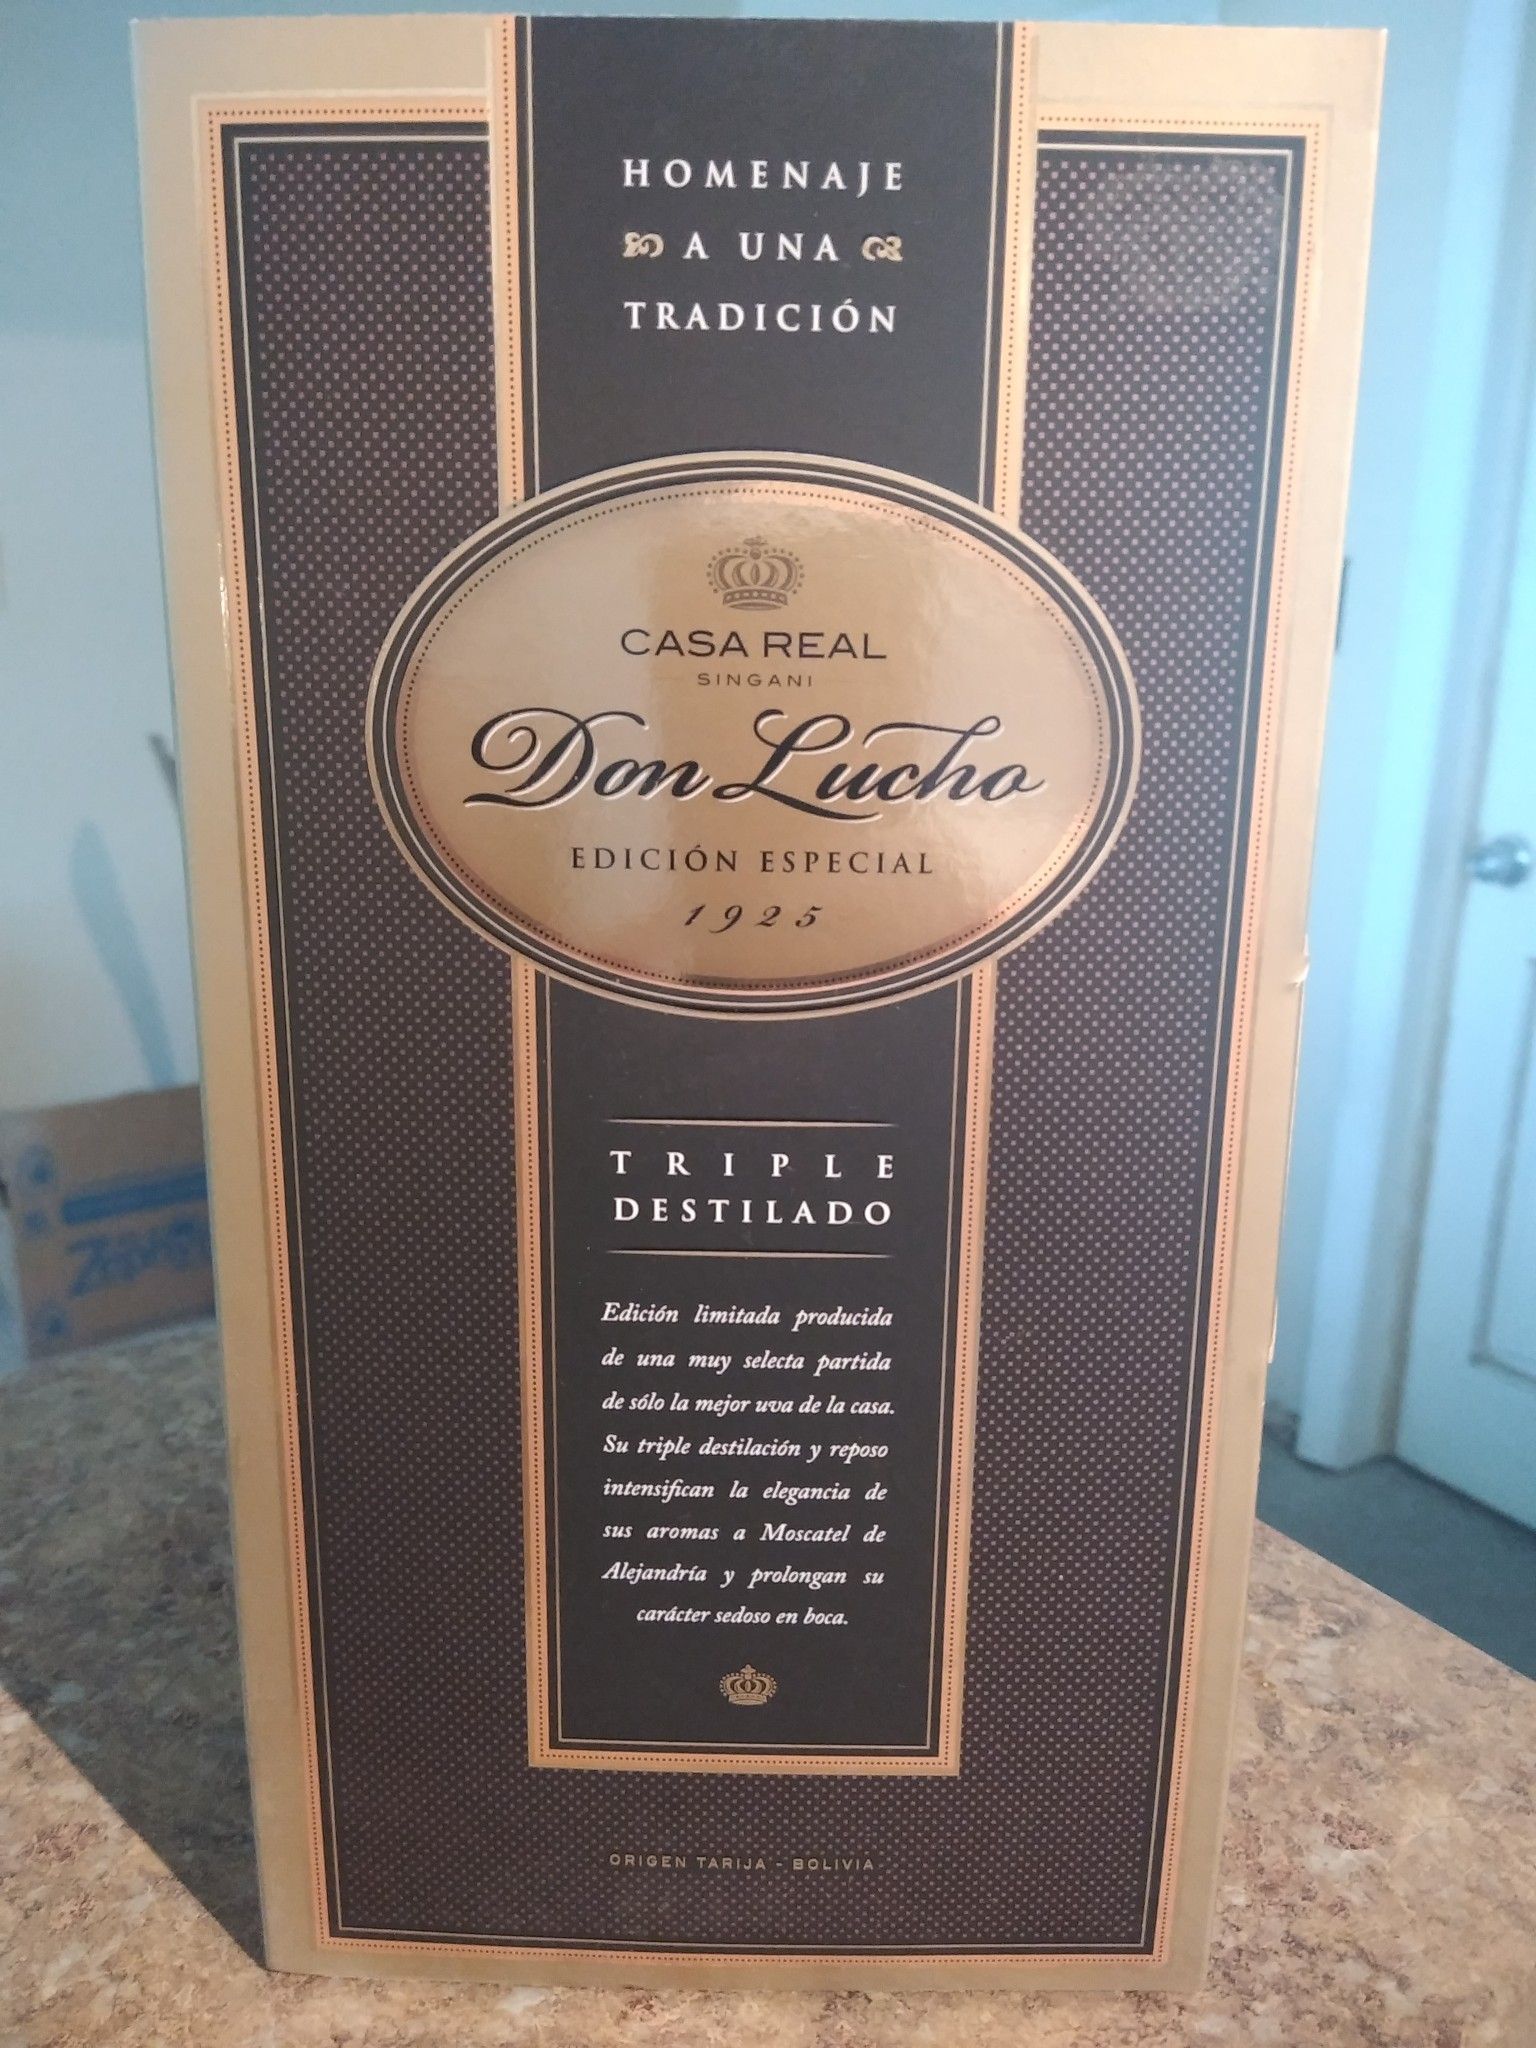 HOMENAJE
A UNA
TRADICIÓN
CASA REAL
SINGANI
Don Lucho
EDICIÓN ESPECIAL
1925
TRIPLE
DESTILADO
Edición limitada producida
de una muy selecta partida
de sólo la mejor uva de la casa.
Su triple destilación y reposo
intensifican la elegancia de
sus aromas a Moscatel de
Alejandría y prolongan su
carácter sedoso en boca.
ORIGEN TARIJA - BOLIVIA